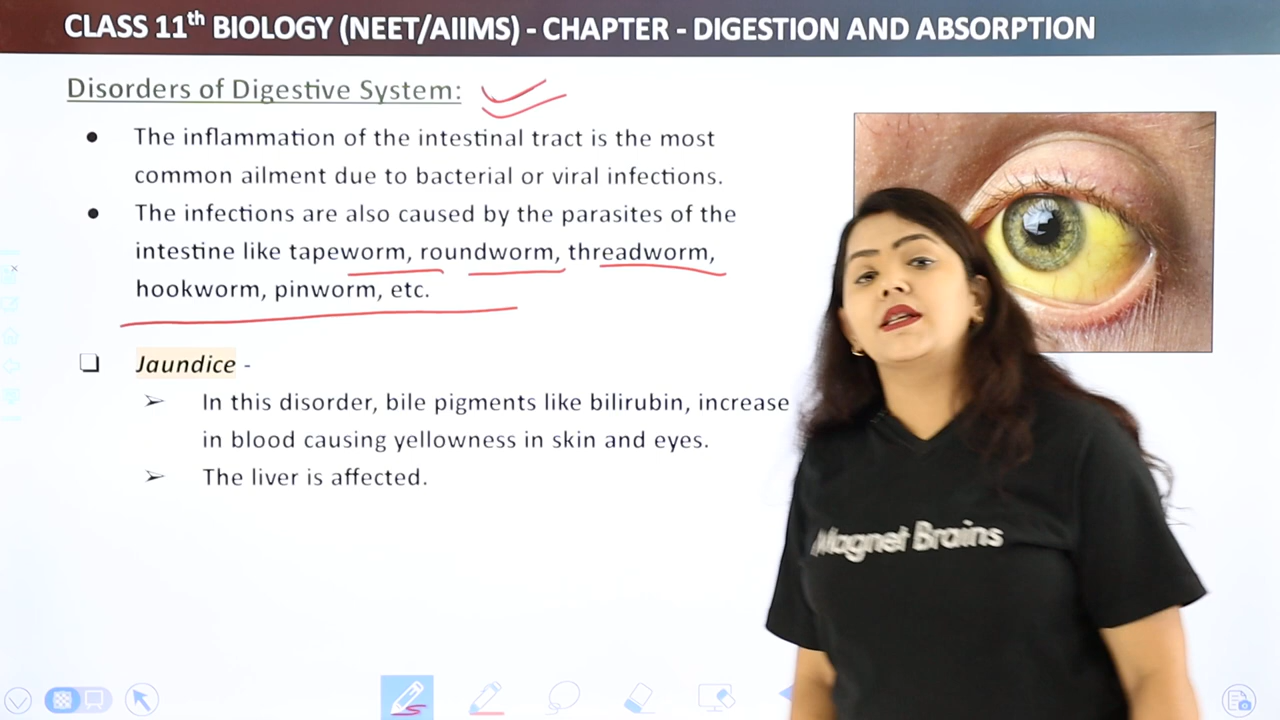 CLASS 11th BIOLOGY (NEET/AIIMS) - CHAPTER - DIGESTION AND ABSORPTION
Disorders of Digestive System:
● The inflammation of the intestinal tract is the most
common ailment due to bacterial or viral infections.
● The infections are also caused by the parasites of the
intestine like tapeworm, roundworm, threadworm,
hookworm, pinworm, etc.
❑ Jaundice -
➢ In this disorder, bile pigments like bilirubin, increase
in blood causing yellowness in skin and eyes.
➢ The liver is affected.
Magnet Brains